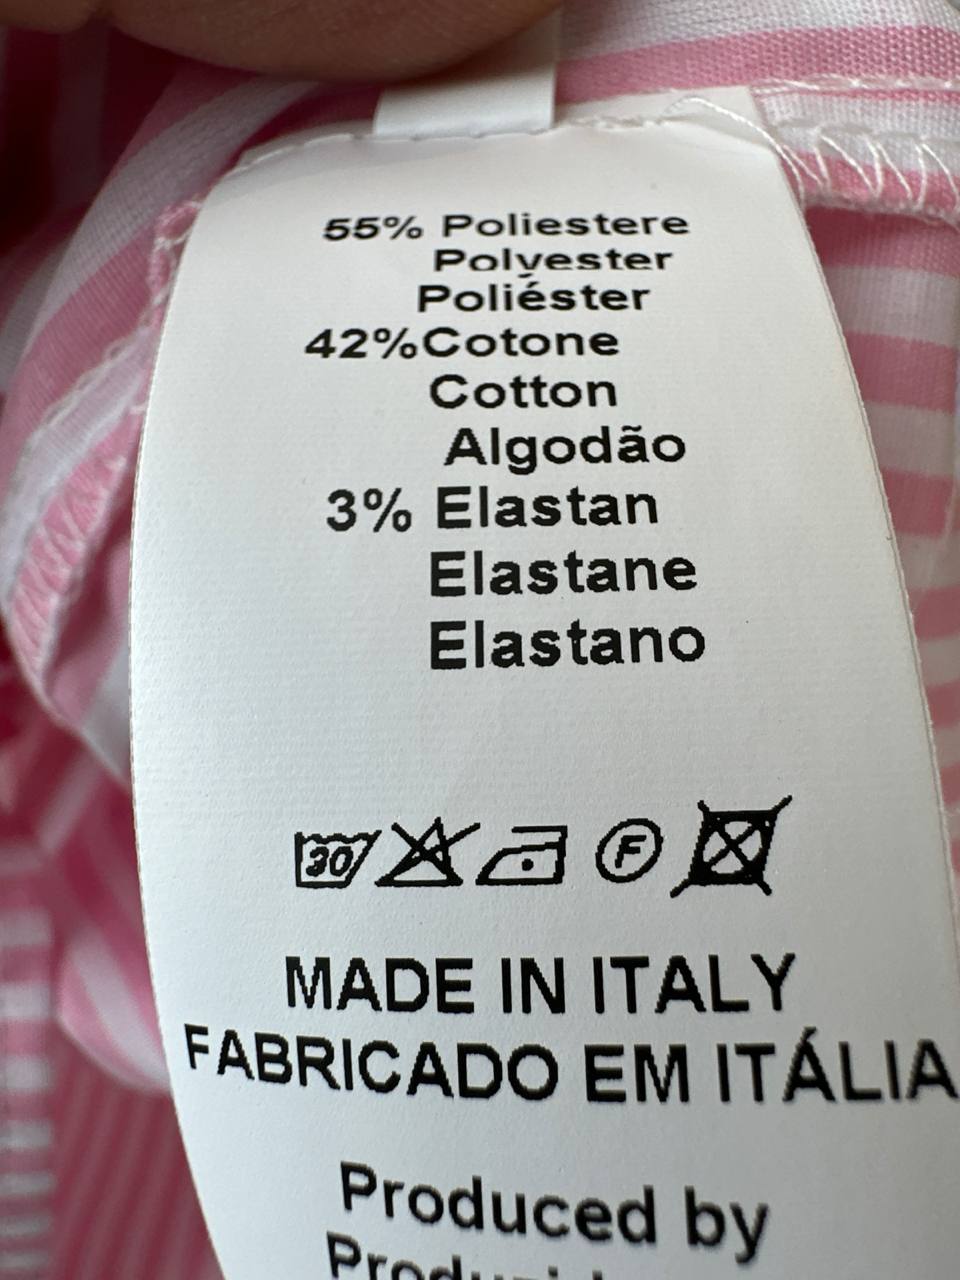 55% Poliestere
Polyester
Poliéster
42%Cotone
Cotton
Algodão
3% Elastan
Elastane
Elastano
30
F
MADE IN ITALY
FABRICADO EM ITÁLIA
Produced by